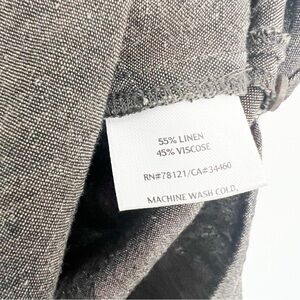 55% LINEN
45% VISCOSE
RN#78121/CA#34460
MACHINE WASH COLD,